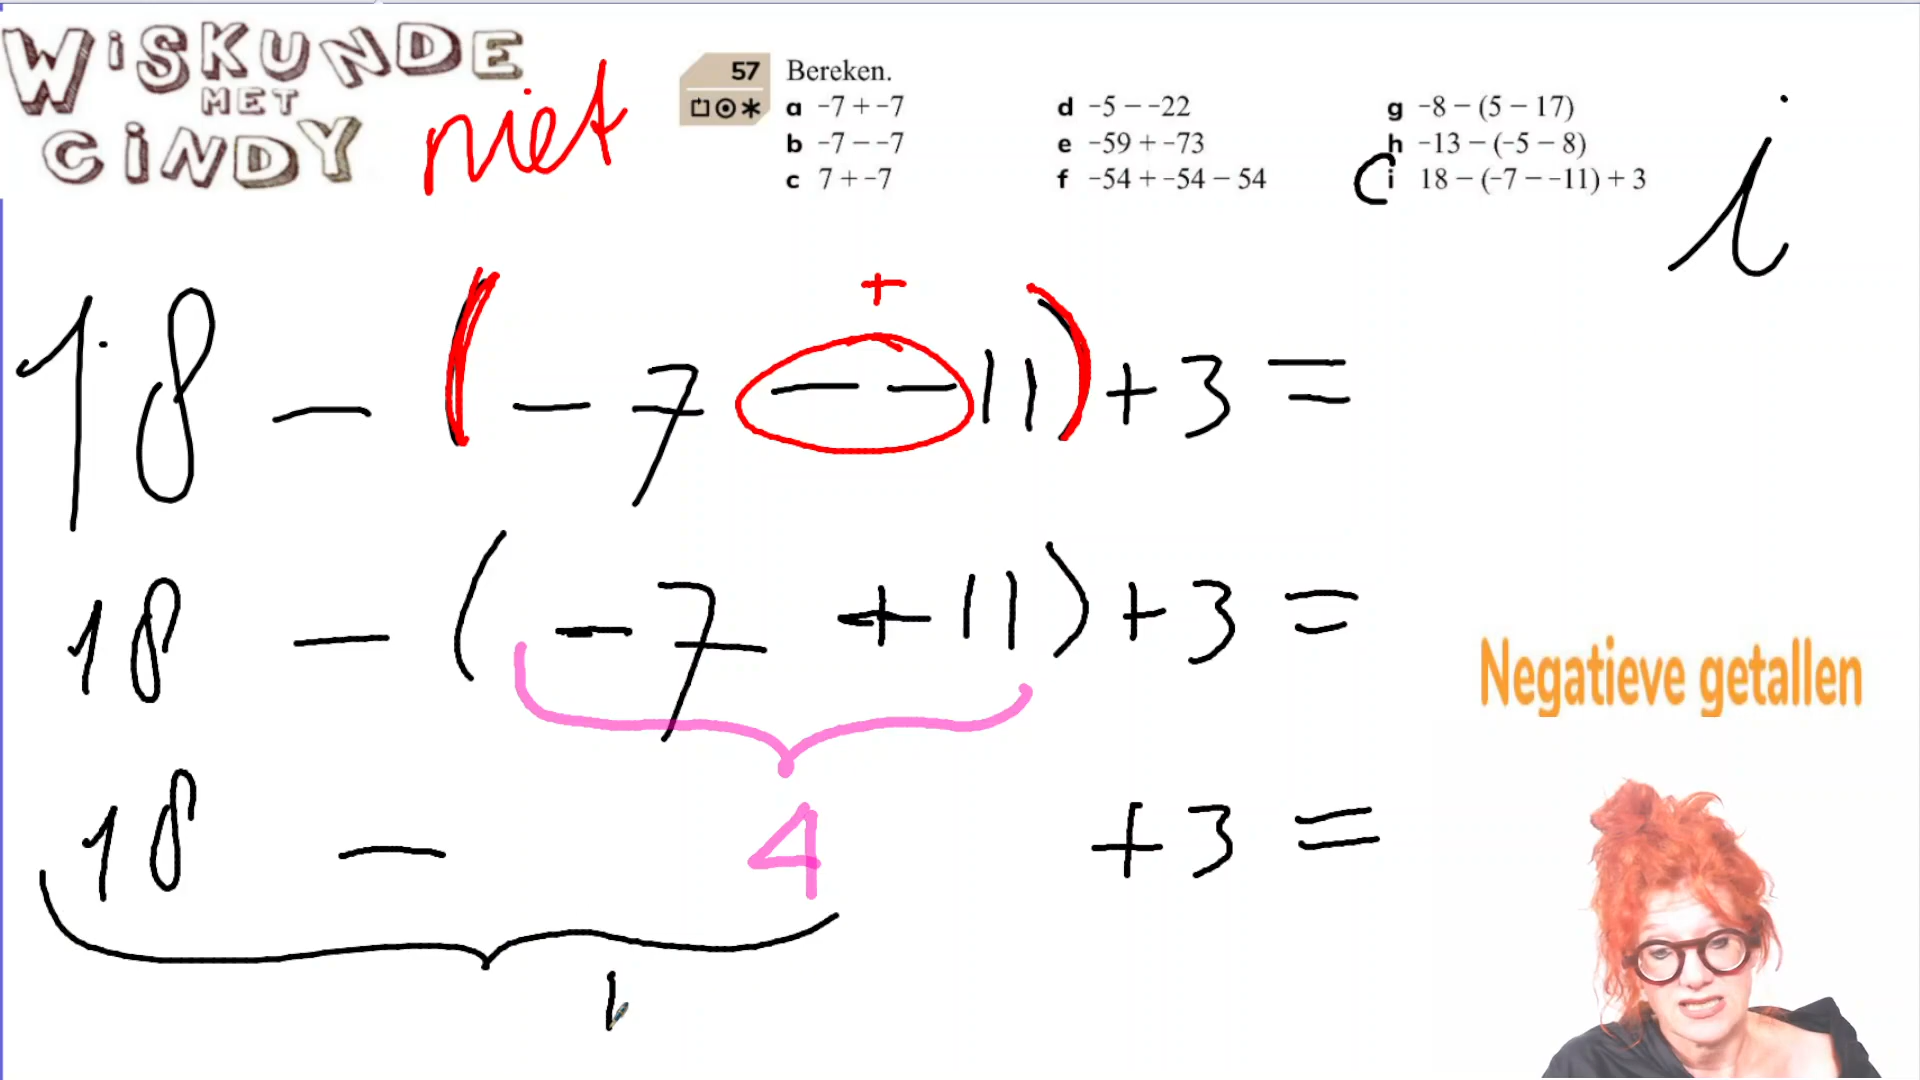 WiSKUNDE
MET
CiNDY
niet
57 Bereken.
a -7 + -7
b -7 - -7
c 7 + -7
d -5 - -22
e -59 + -73
f -54 + -54 - 54
g -8 - (5 - 17)
h -13 - (-5 - 8)
i 18 - (-7 - -11) + 3
i
+
18 - (-7 - -11) + 3 =
18 - (-7 + 11) + 3 =
18 - 4 + 3 =
Negatieve getallen